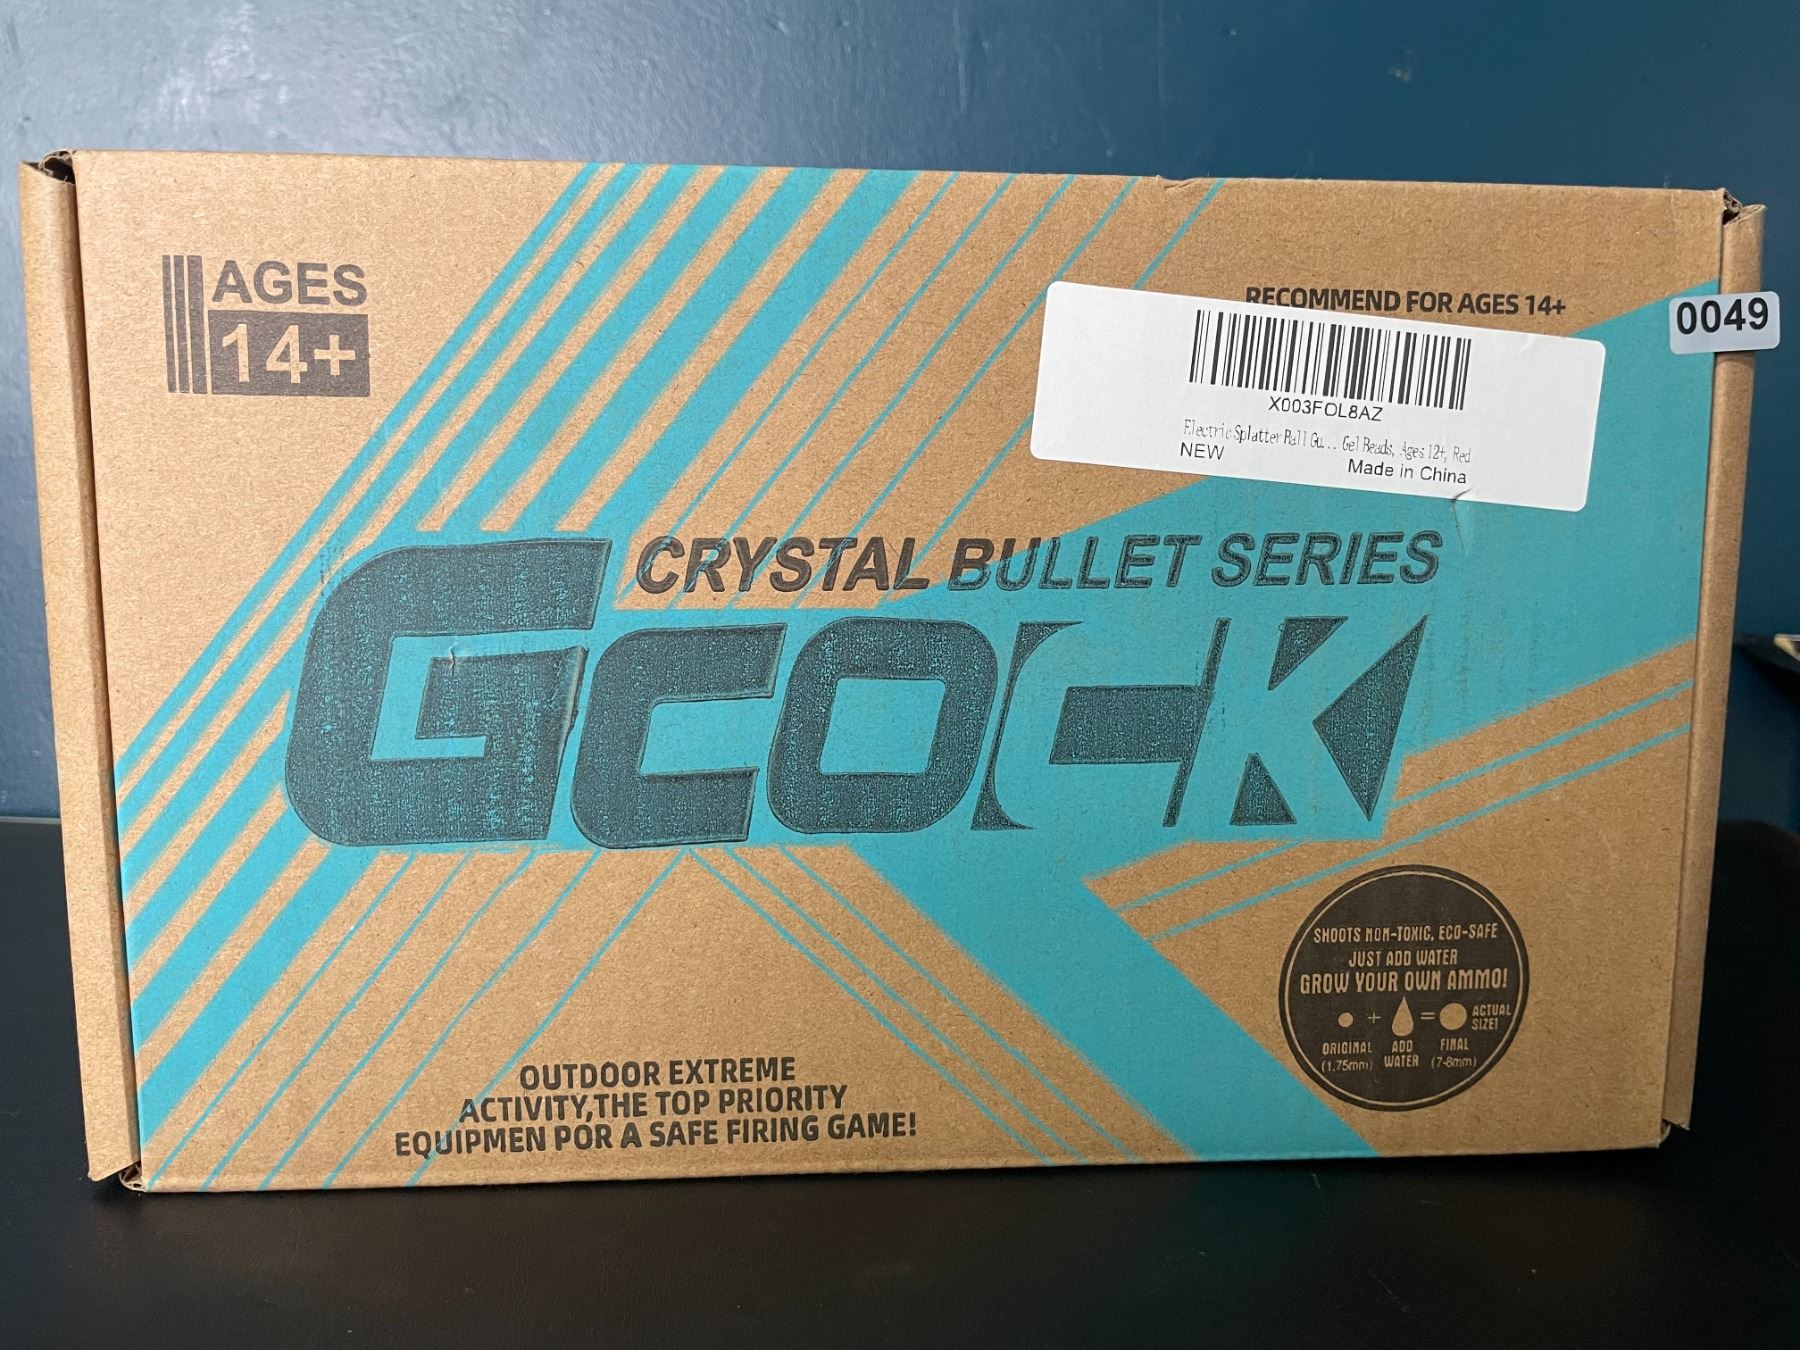 AGES
14+
RECOMMEND FOR AGES 14+
0049
X003FOL8AZ
Electric Splatter Ball Gu... Gel Beads, Ages 12+, Red
NEW
Made in China
CRYSTAL BULLET SERIES
GCOCK
SHOOTS NON-TOXIC, ECO-SAFE
JUST ADD WATER
GROW YOUR OWN AMMO!
+ = ACTUAL
SIZE!
ORIGINAL ADD FINAL
(1.75mm) WATER (7-8mm)
OUTDOOR EXTREME
ACTIVITY,THE TOP PRIORITY
EQUIPMEN POR A SAFE FIRING GAME!